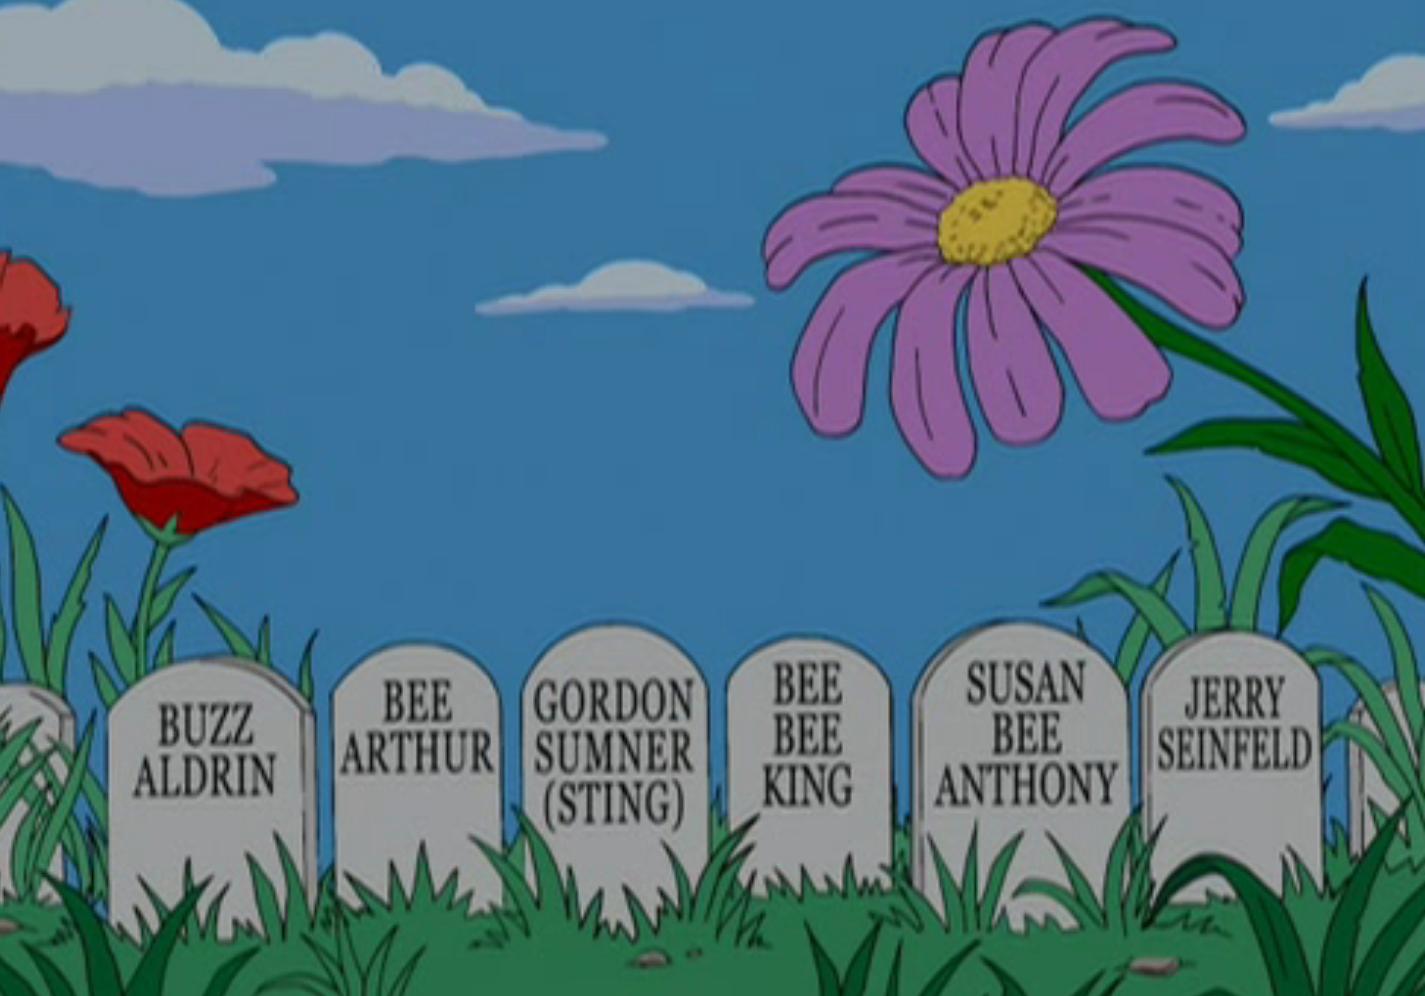 BUZZ
ALDRIN
BEE
ARTHUR
GORDON
SUMNER
(STING)
BEE
BEE
KING
SUSAN
BEE
ANTHONY
JERRY
SEINFELD